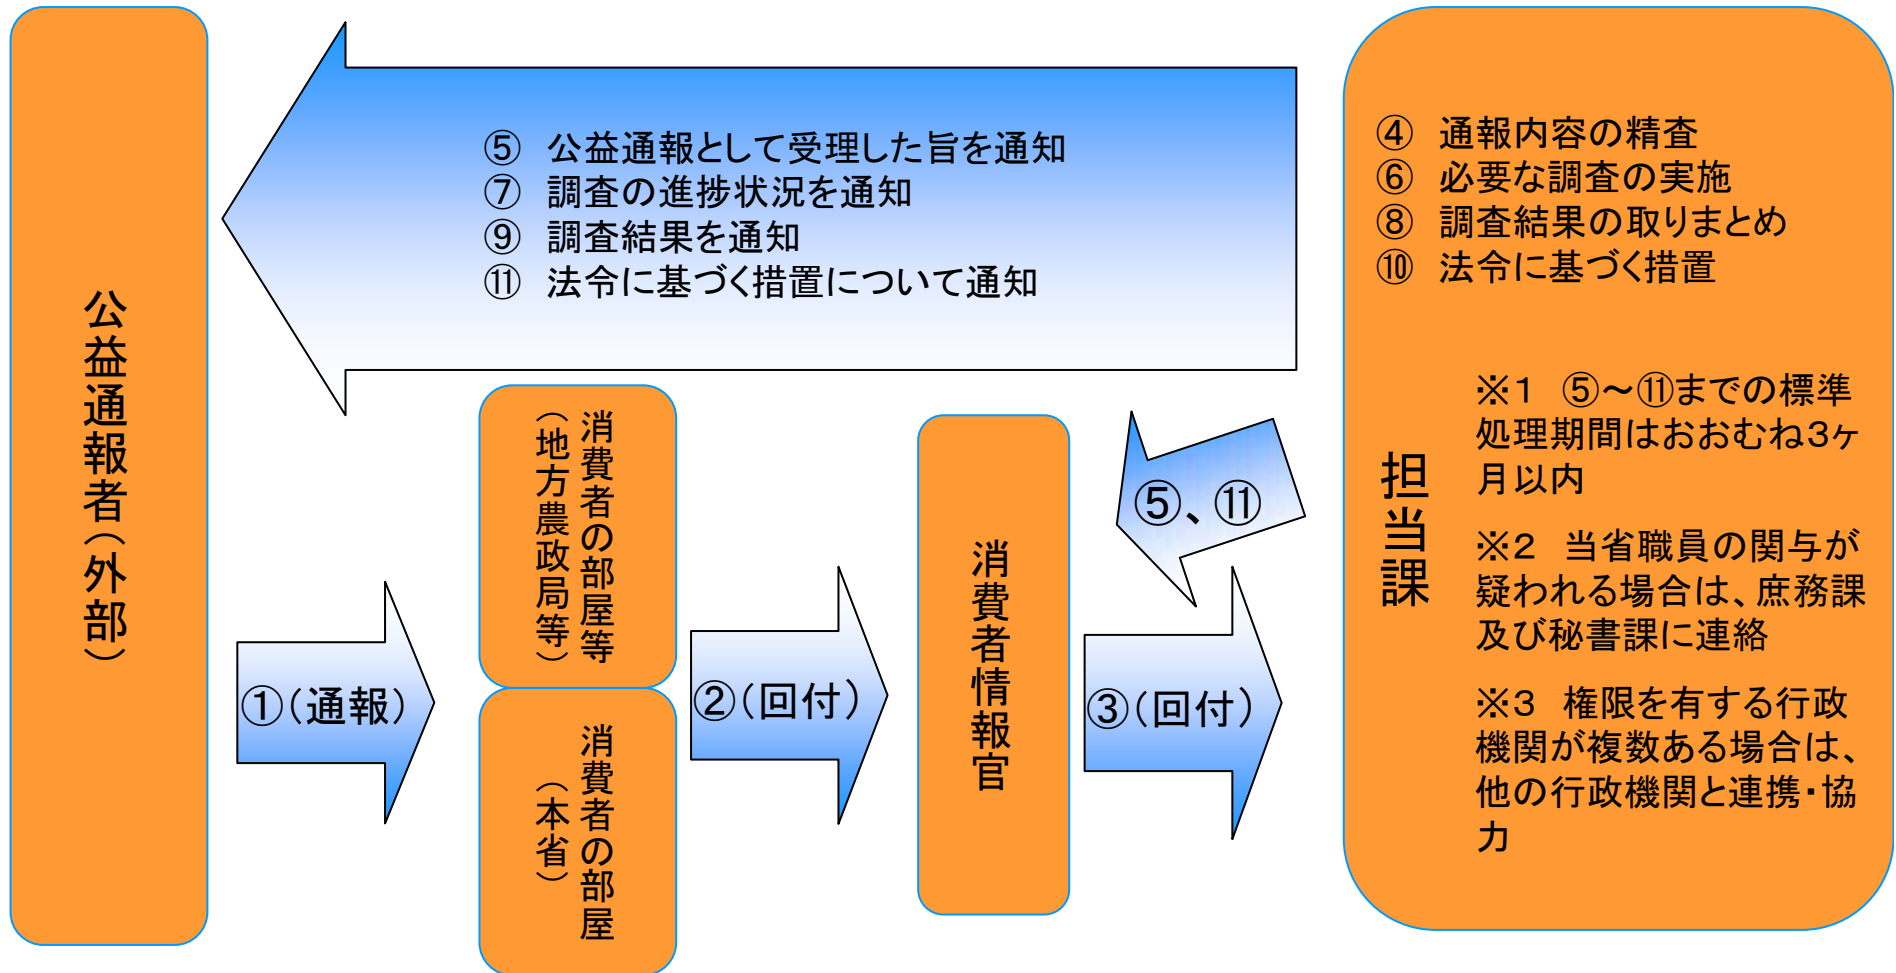 公益通報者(外部)
⑤ 公益通報として受理した旨を通知
⑦ 調査の進捗状況を通知
⑨ 調査結果を通知
⑪ 法令に基づく措置について通知
①(通報)
消費者の部屋等
(地方農政局等)
消費者の部屋
(本省)
②(回付)
消費者情報官
⑤、⑪
③(回付)
担当課
④ 通報内容の精査
⑥ 必要な調査の実施
⑧ 調査結果の取りまとめ
⑩ 法令に基づく措置
※1 ⑤~⑪までの標準
処理期間はおおむね3ヶ
月以内
※2 当省職員の関与が
疑われる場合は、庶務課
及び秘書課に連絡
※3 権限を有する行政
機関が複数ある場合は、
他の行政機関と連携・協
力